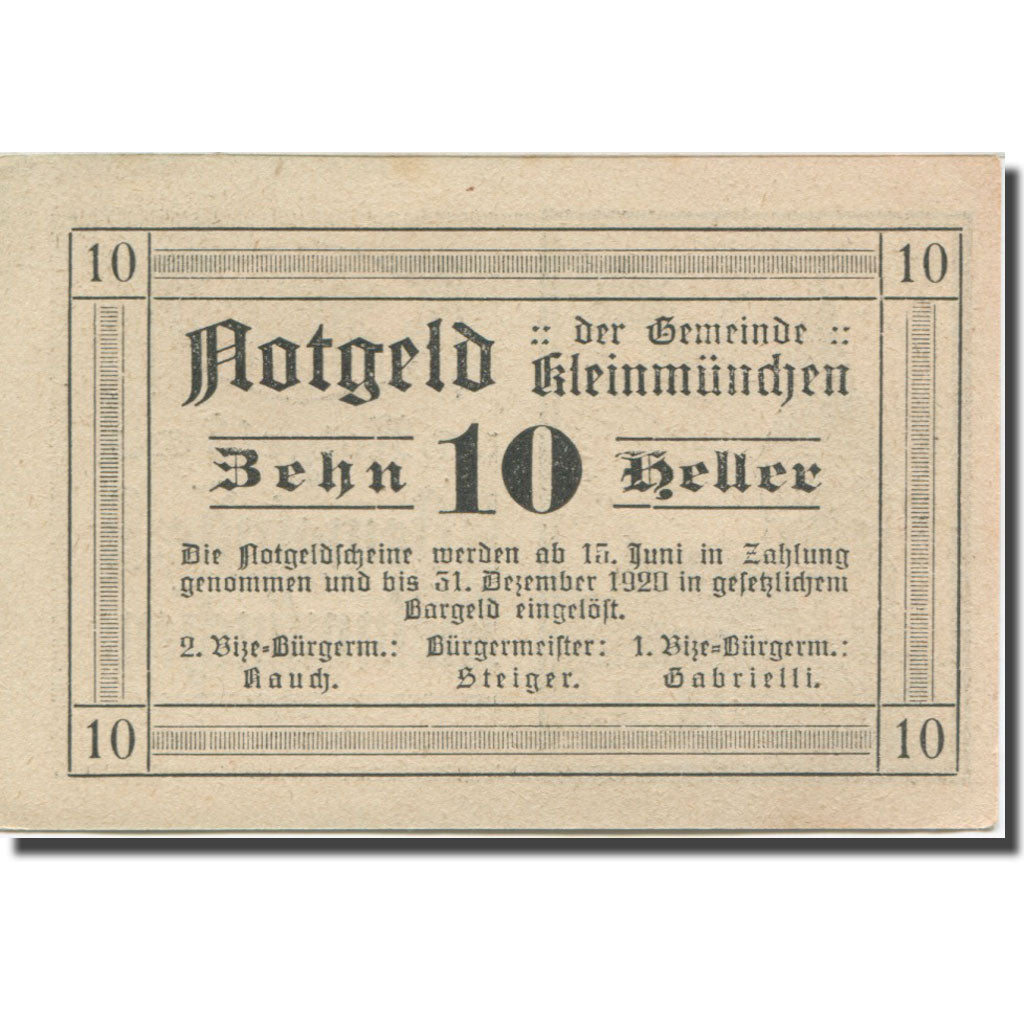 10 10
Notgeld :: der Gemeinde ::
Kleinmünchen
Zehn 10 Heller
Die Notgeldscheine werden ab 15. Juni in Zahlung
genommen und bis 31. Dezember 1920 in gesetzlichem
Bargeld eingelöst.
2. Vize=Bürgerm.: Bürgermeister: 1. Vize=Bürgerm.:
Rauch. Steiger. Gabrielli.
10 10